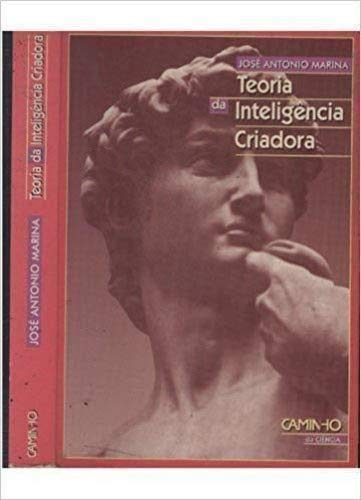 Teoria da Inteligência Criadora
JOSÉ ANTONIO MARINA
CAMINHO
JOSÉ ANTONIO MARINA
Teoria
da Inteligência
Criadora
CAMINHO
da CIÊNCIA